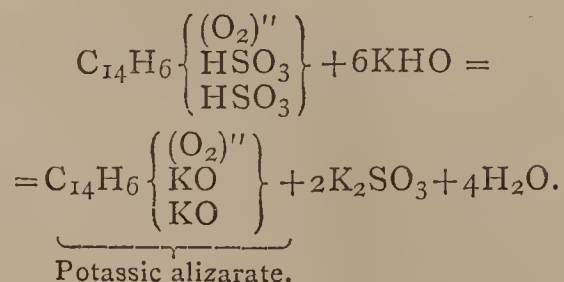 (O₂)″
C₁₄H₆ { HSO₃ } +6KHO =
HSO₃
(O₂)″
=C₁₄H₆ { KO } +2K₂SO₃+4H₂O.
KO
Potassic alizarate.